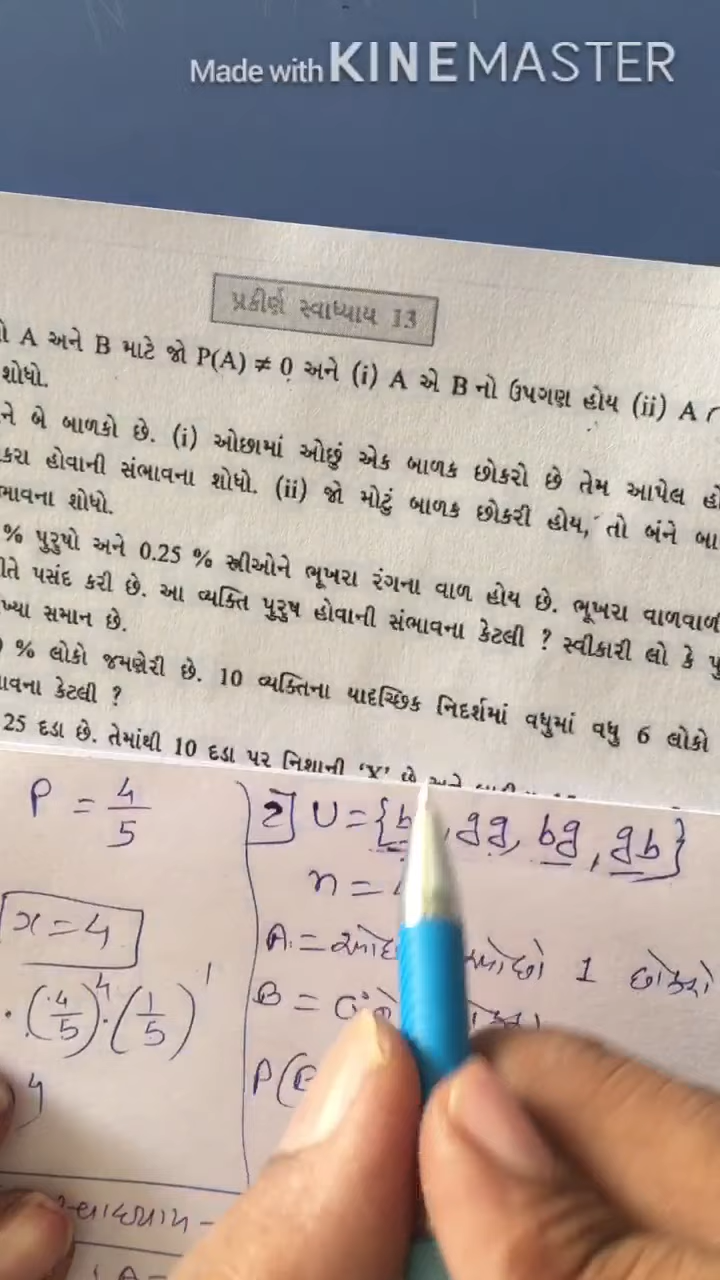 Made with KINEMASTER
પ્રકીર્ણ સ્વાધ્યાય 13
A અને B માટે જો P(A) ≠ 0 અને (i) A એ B નો ઉપગણ હોય (ii) A ∩
શોધો.
ને બે બાળકો છે. (i) ઓછામાં ઓછું એક બાળક છોકરો છે તેમ આપેલ હો
કરા હોવાની સંભાવના શોધો. (ii) જો મોટું બાળક છોકરી હોય, તો બંને બા
ભાવના શોધો.
% પુરુષો અને 0.25 % સ્ત્રીઓને ભૂખરા રંગના વાળ હોય છે. ભૂખરા વાળવાળી
તે પસંદ કરી છે. આ વ્યક્તિ પુરુષ હોવાની સંભાવના કેટલી ? સ્વીકારી લો કે પુ
ખ્યા સમાન છે.
% લોકો જમણેરી છે. 10 વ્યક્તિના યાદચ્છિક નિદર્શમાં વધુમાં વધુ 6 લોકો
વના કેટલી ?
25 દડા છે. તેમાંથી 10 દડા પર નિશાની ‘X’ છે અને
P = 4/5
x = 4
· (4/5)^4 · (1/5)^1
4
2] U = {b , gg, bg, gb}
n =
A = ઓછો 1 છોકરો
B =
P(
સ્વાધ્યાય -
A =